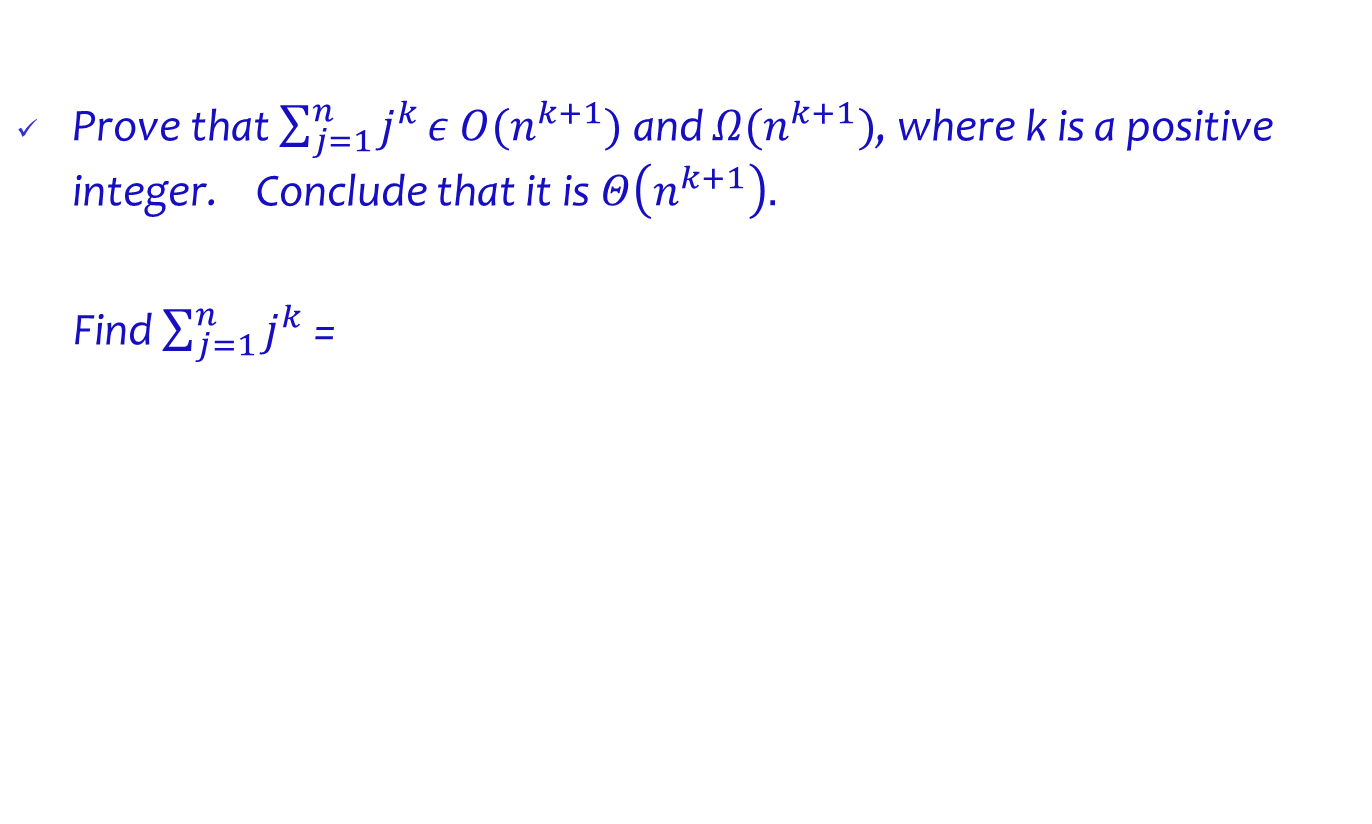 ✓ Prove that ∑ⁿⱼ₌₁ jᵏ ϵ O(nᵏ⁺¹) and Ω(nᵏ⁺¹), where k is a positive
integer. Conclude that it is Θ(nᵏ⁺¹).
Find ∑ⁿⱼ₌₁ jᵏ =